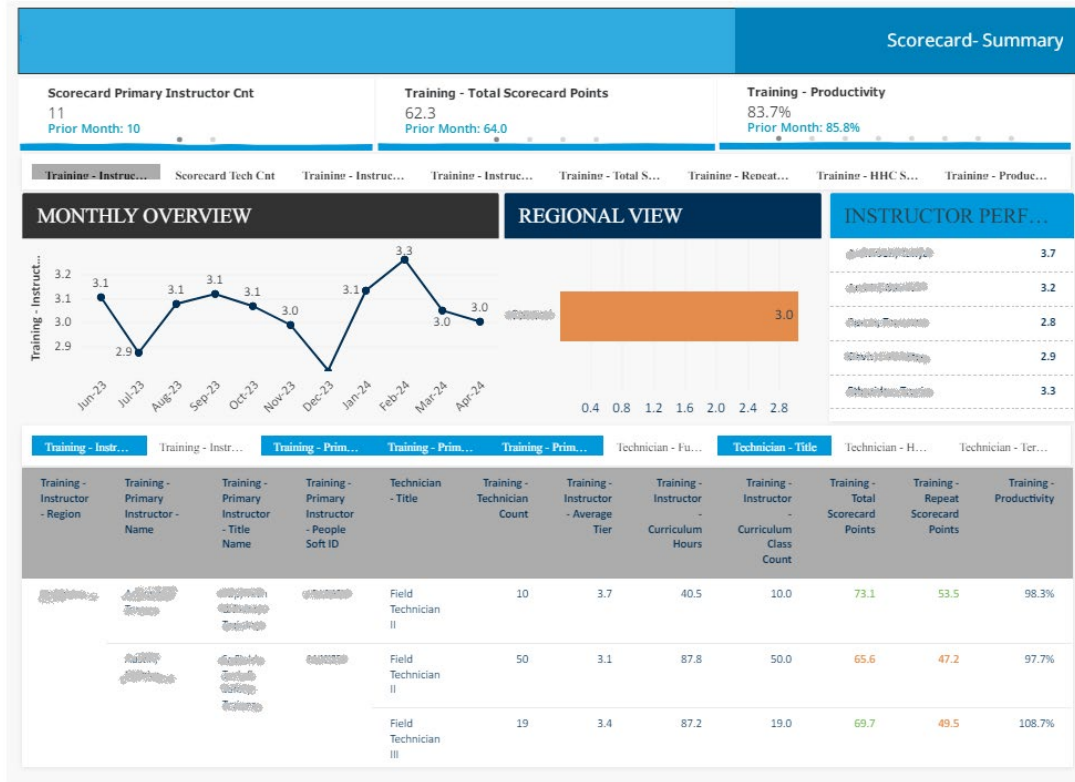 Scorecard- Summary
Scorecard Primary Instructor Cnt
11
Prior Month: 10
Training - Total Scorecard Points
62.3
Prior Month: 64.0
Training - Productivity
83.7%
Prior Month: 85.8%
Training - Instruc... Scorecard Tech Cnt Training - Instruc... Training - Instruc... Training - Total S... Training - Repeat... Training - HHC S... Training - Produc...
MONTHLY OVERVIEW
Training - Instruct...
3.2
3.1
3.0
2.9
3.1
2.9
3.1
3.1
3.1
3.0
3.1
3.3
3.0
3.0
Jun-23 Jul-23 Aug-23 Sep-23 Oct-23 Nov-23 Dec-23 Jan-24 Feb-24 Mar-24 Apr-24
REGIONAL VIEW
3.0
0.4 0.8 1.2 1.6 2.0 2.4 2.8
INSTRUCTOR PERF...
3.7
3.2
2.8
2.9
3.3
Training - Instr... Training - Instr... Training - Prim... Training - Prim... Training - Prim... Technician - Fu... Technician - Title Technician - H... Technician - Ter...
Training -
Instructor
- Region
Training -
Primary
Instructor -
Name
Training -
Primary
Instructor
- Title
Name
Training -
Primary
Instructor
- People
Soft ID
Technician
- Title
Training -
Technician
Count
Training -
Instructor
- Average
Tier
Training -
Instructor
-
Curriculum
Hours
Training -
Instructor
-
Curriculum
Class
Count
Training -
Total
Scorecard
Points
Training -
Repeat
Scorecard
Points
Training -
Productivity
Field
Technician
II
10 3.7 40.5 10.0 73.1 53.5 98.3%
Field
Technician
II
50 3.1 87.8 50.0 65.6 47.2 97.7%
Field
Technician
III
19 3.4 87.2 19.0 69.7 49.5 108.7%